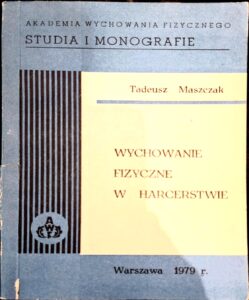 AKADEMIA WYCHOWANIA FIZYCZNEGO
STUDIA I MONOGRAFIE
Tadeusz Maszczak
WYCHOWANIE
FIZYCZNE
W HARCERSTWIE
AWF
Warszawa 1979 r.